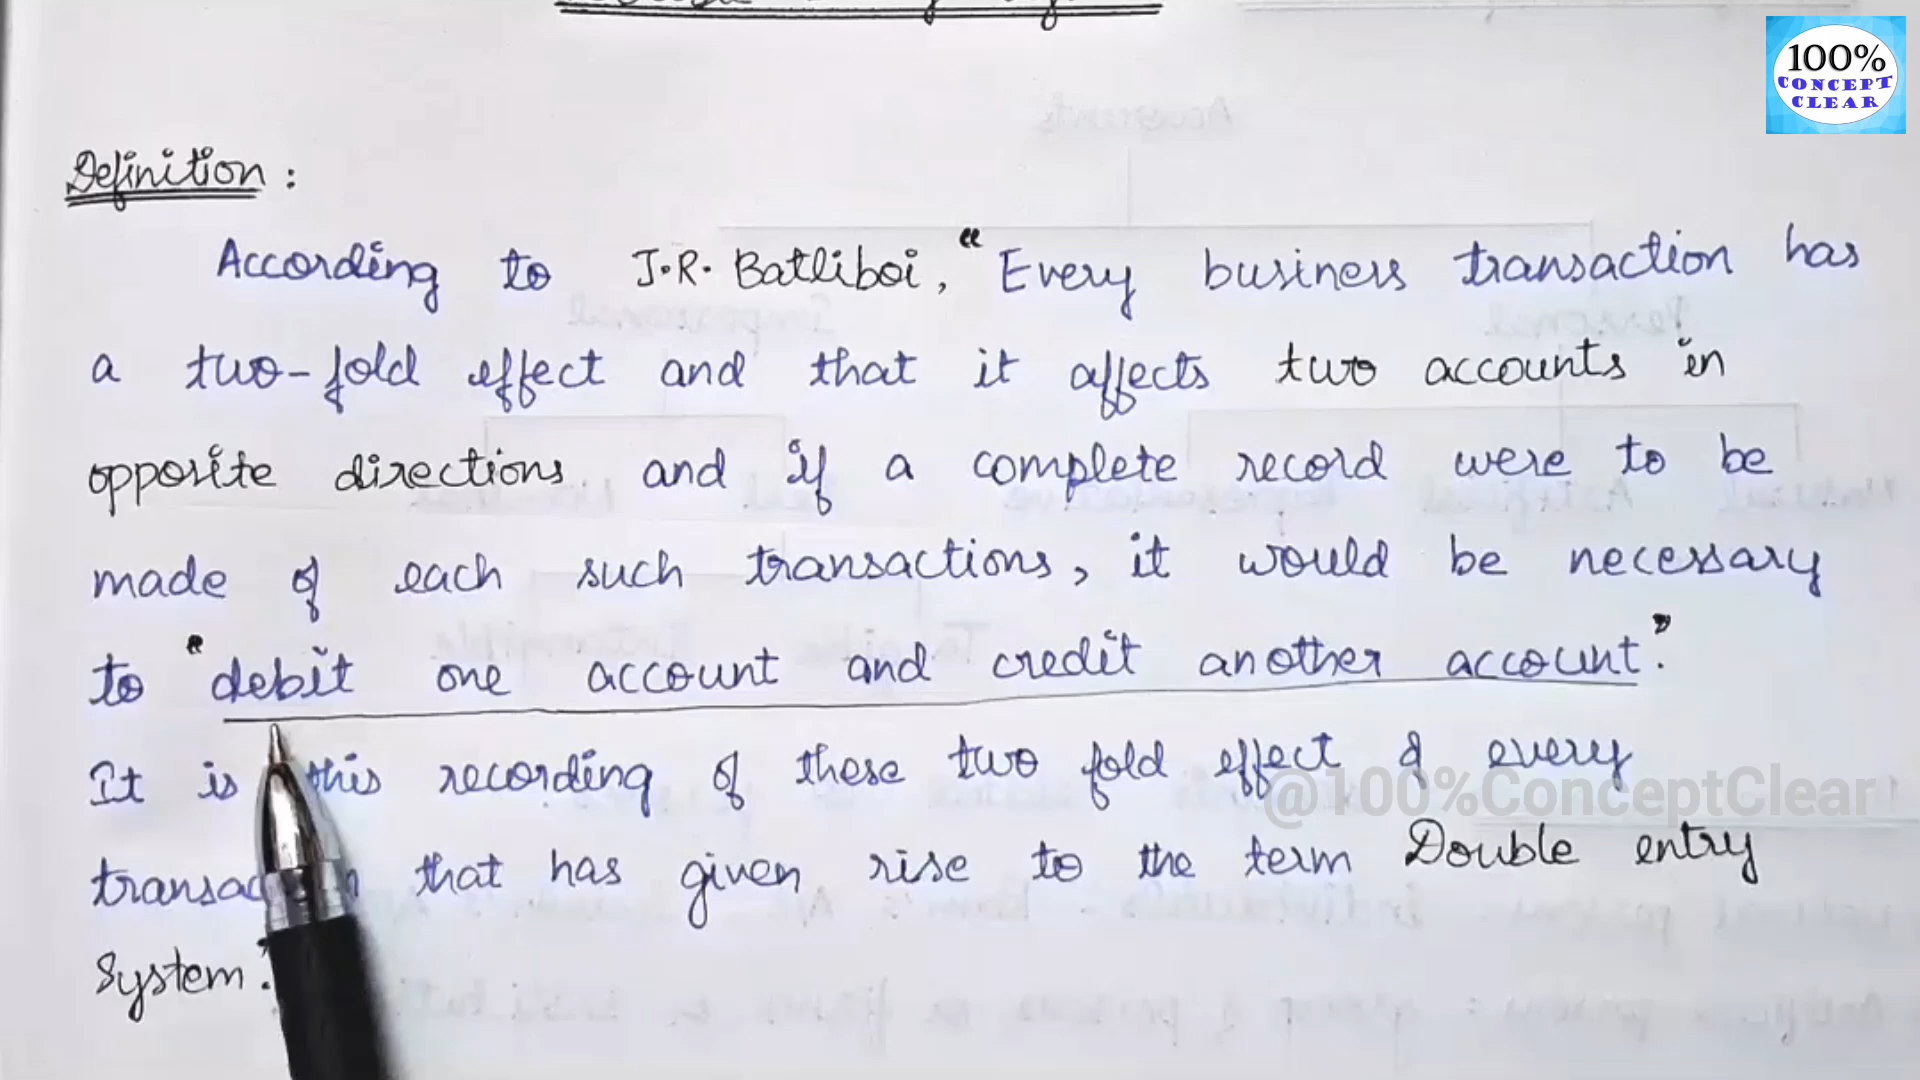 100%
CONCEPT
CLEAR
Definition :
According to J.R. Batliboi, "Every business transaction has
a two-fold effect and that it affects two accounts in
opposite directions and if a complete record were to be
made of each such transactions, it would be necessary
to "debit one account and credit another account".
It is this recording of these two fold effect of every
@100%ConceptClear
that has given rise to the term Double entry
System."